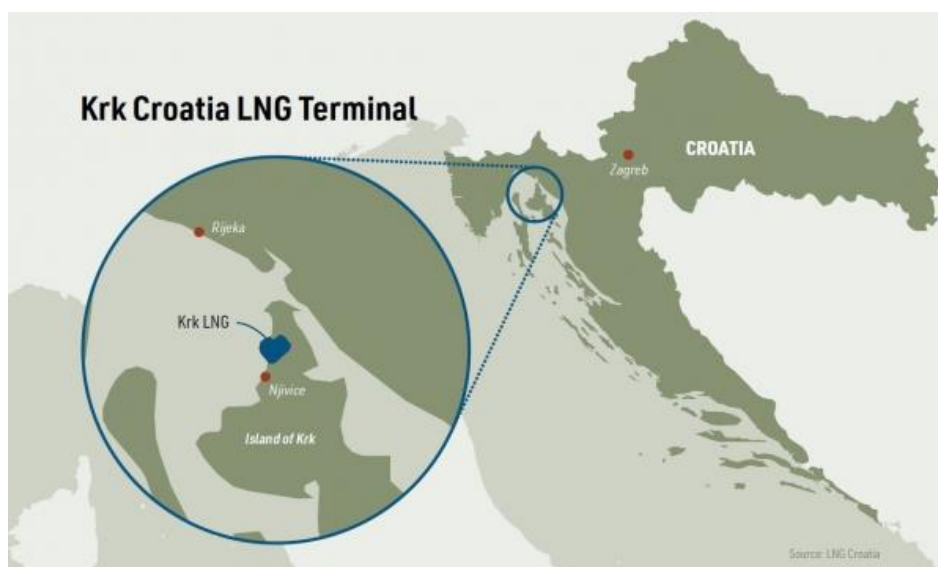 Krk Croatia LNG Terminal
CROATIA
Zagreb
Rijeka
Krk LNG
Njivice
Island of Krk
Source: LNG Croatia